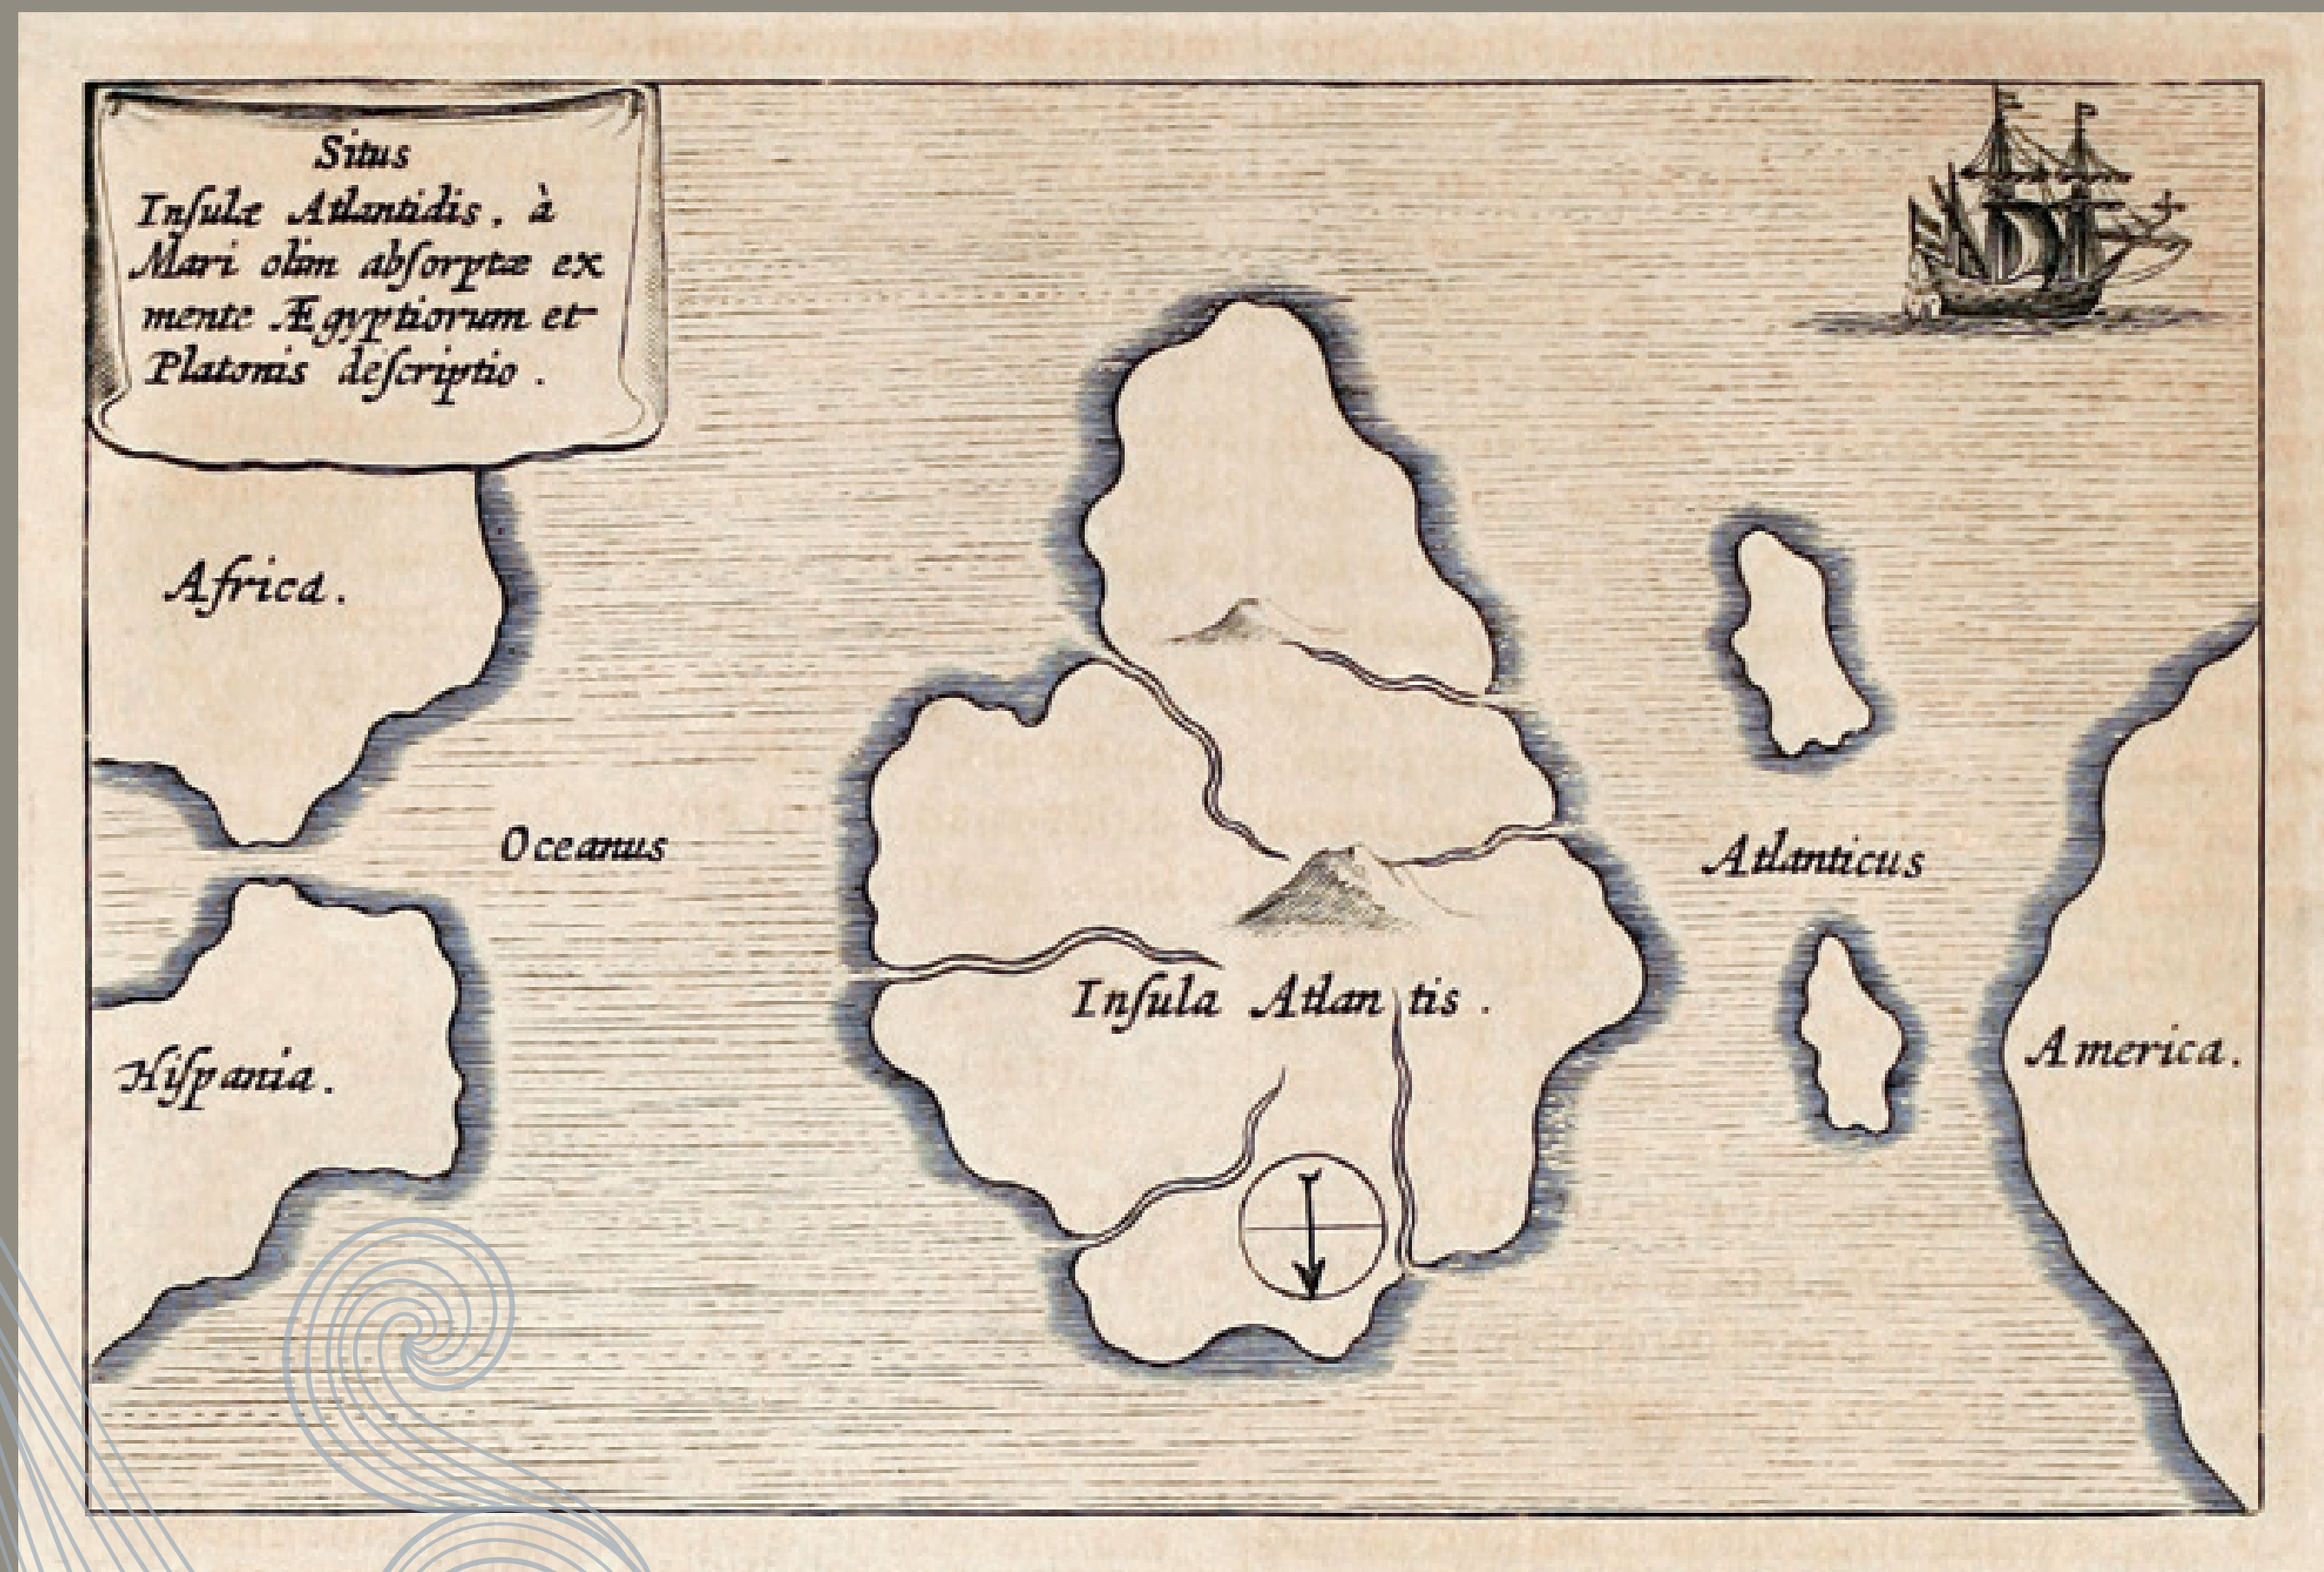 Situs
Inſulæ Atlantidis, à
Mari olim abſorptæ ex
mente Ægyptiorum et
Platonis deſcriptio.
Africa.
Oceanus
Atlanticus
Inſula Atlantis.
Hiſpania.
America.